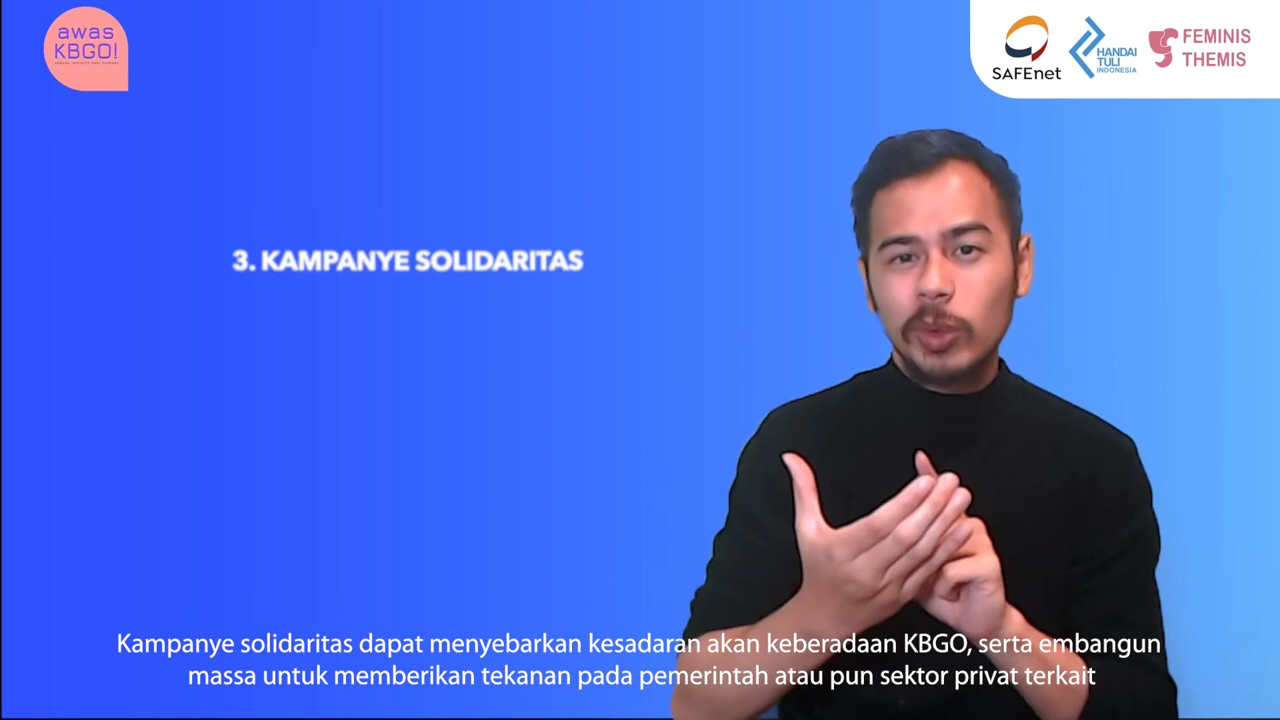 awas
KBGO!
SAFEnet
HANDAI
TULI
INDONESIA
FEMINIS
THEMIS
3. KAMPANYE SOLIDARITAS
Kampanye solidaritas dapat menyebarkan kesadaran akan keberadaan KBGO, serta embangun
massa untuk memberikan tekanan pada pemerintah atau pun sektor privat terkait